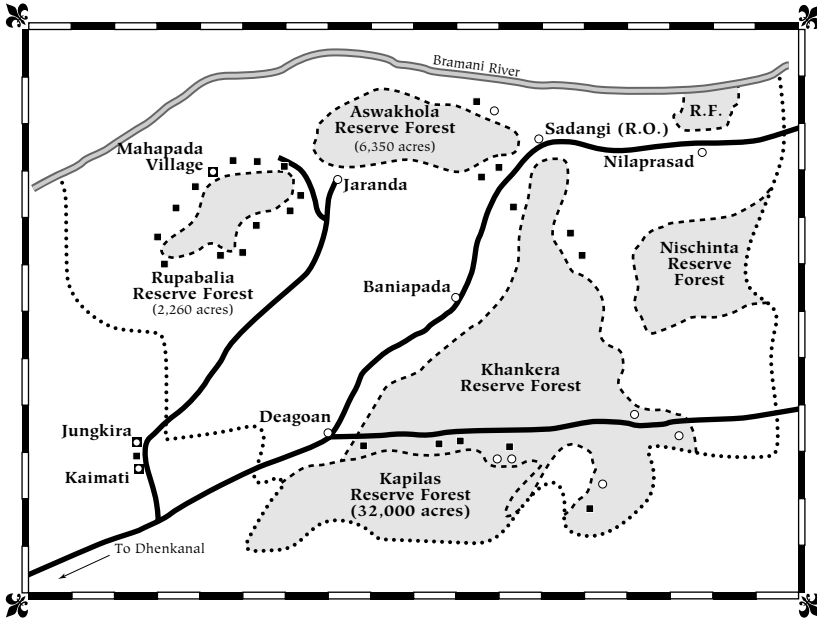 Bramani River
R.F.
Aswakhola
Reserve Forest
(6,350 acres)
Sadangi (R.O.)
Nilaprasad
Mahapada
Village
Jaranda
Rupabalia
Reserve Forest
(2,260 acres)
Nischinta
Reserve
Forest
Baniapada
Khankera
Reserve Forest
Deagoan
Jungkira
Kaimati
Kapilas
Reserve Forest
(32,000 acres)
To Dhenkanal